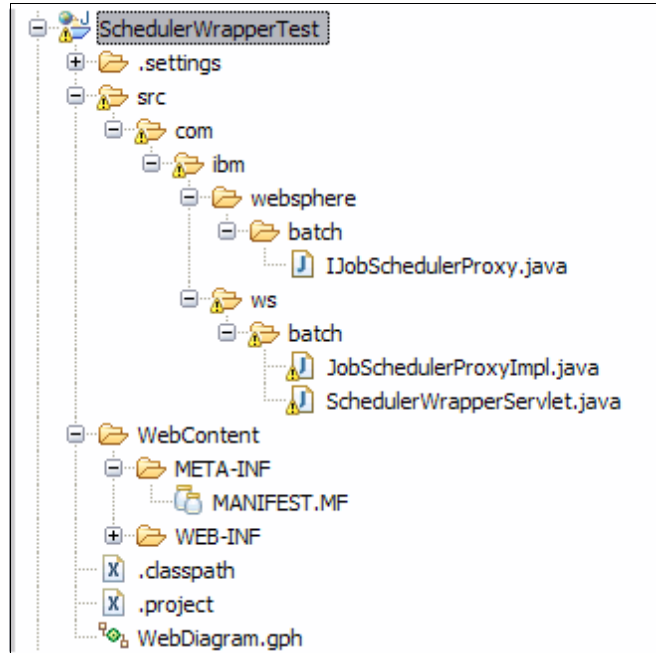 SchedulerWrapperTest
.settings
src
com
ibm
websphere
batch
IJobSchedulerProxy.java
ws
batch
JobSchedulerProxyImpl.java
SchedulerWrapperServlet.java
WebContent
META-INF
MANIFEST.MF
WEB-INF
.classpath
.project
WebDiagram.gph